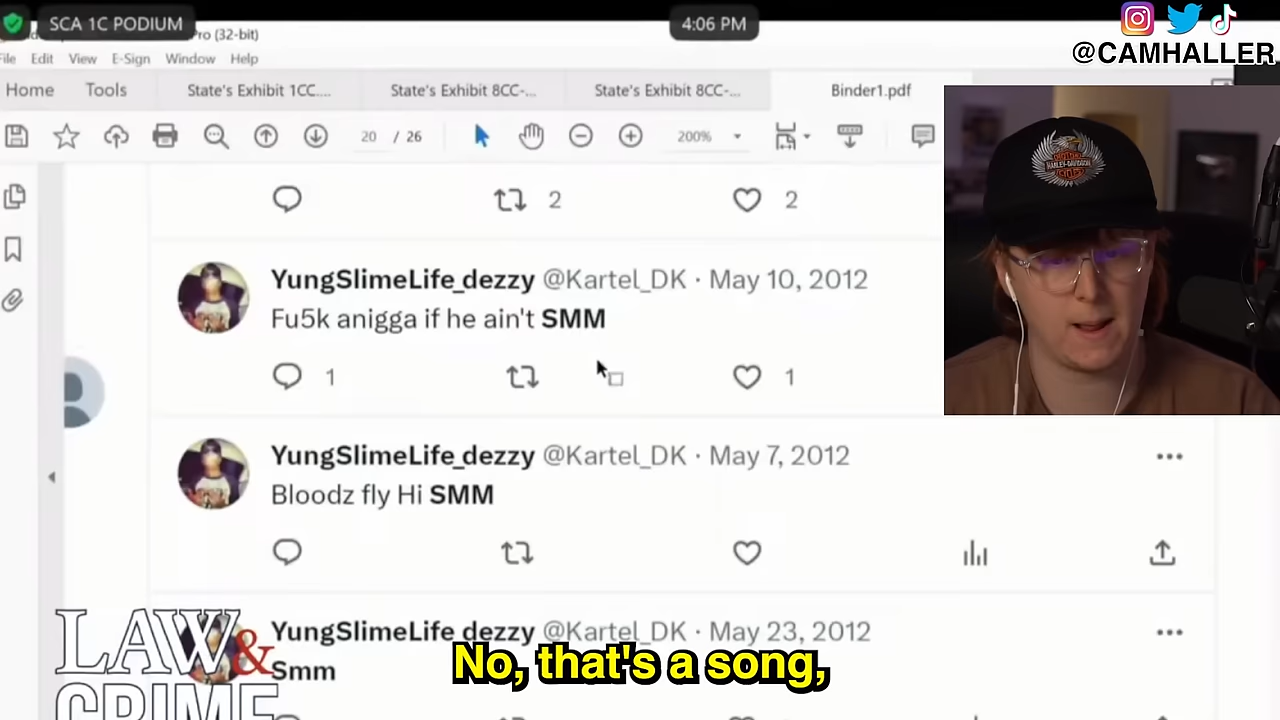 SCA 1C PODIUM
4:06 PM
@CAMHALLER
Pro (32-bit)
File Edit View E-Sign Window Help
Home Tools State's Exhibit 1CC.... State's Exhibit 8CC-... State's Exhibit 8CC-... Binder1.pdf
20 / 26 200%
HARLEY-DAVIDSON
2 2
YungSlimeLife_dezzy @Kartel_DK · May 10, 2012
Fu5k anigga if he ain't SMM
1 1
YungSlimeLife_dezzy @Kartel_DK · May 7, 2012
Bloodz fly Hi SMM
YungSlimeLife_dezzy @Kartel_DK · May 23, 2012
Smm
LAW&
CRIME
No, that's a song,